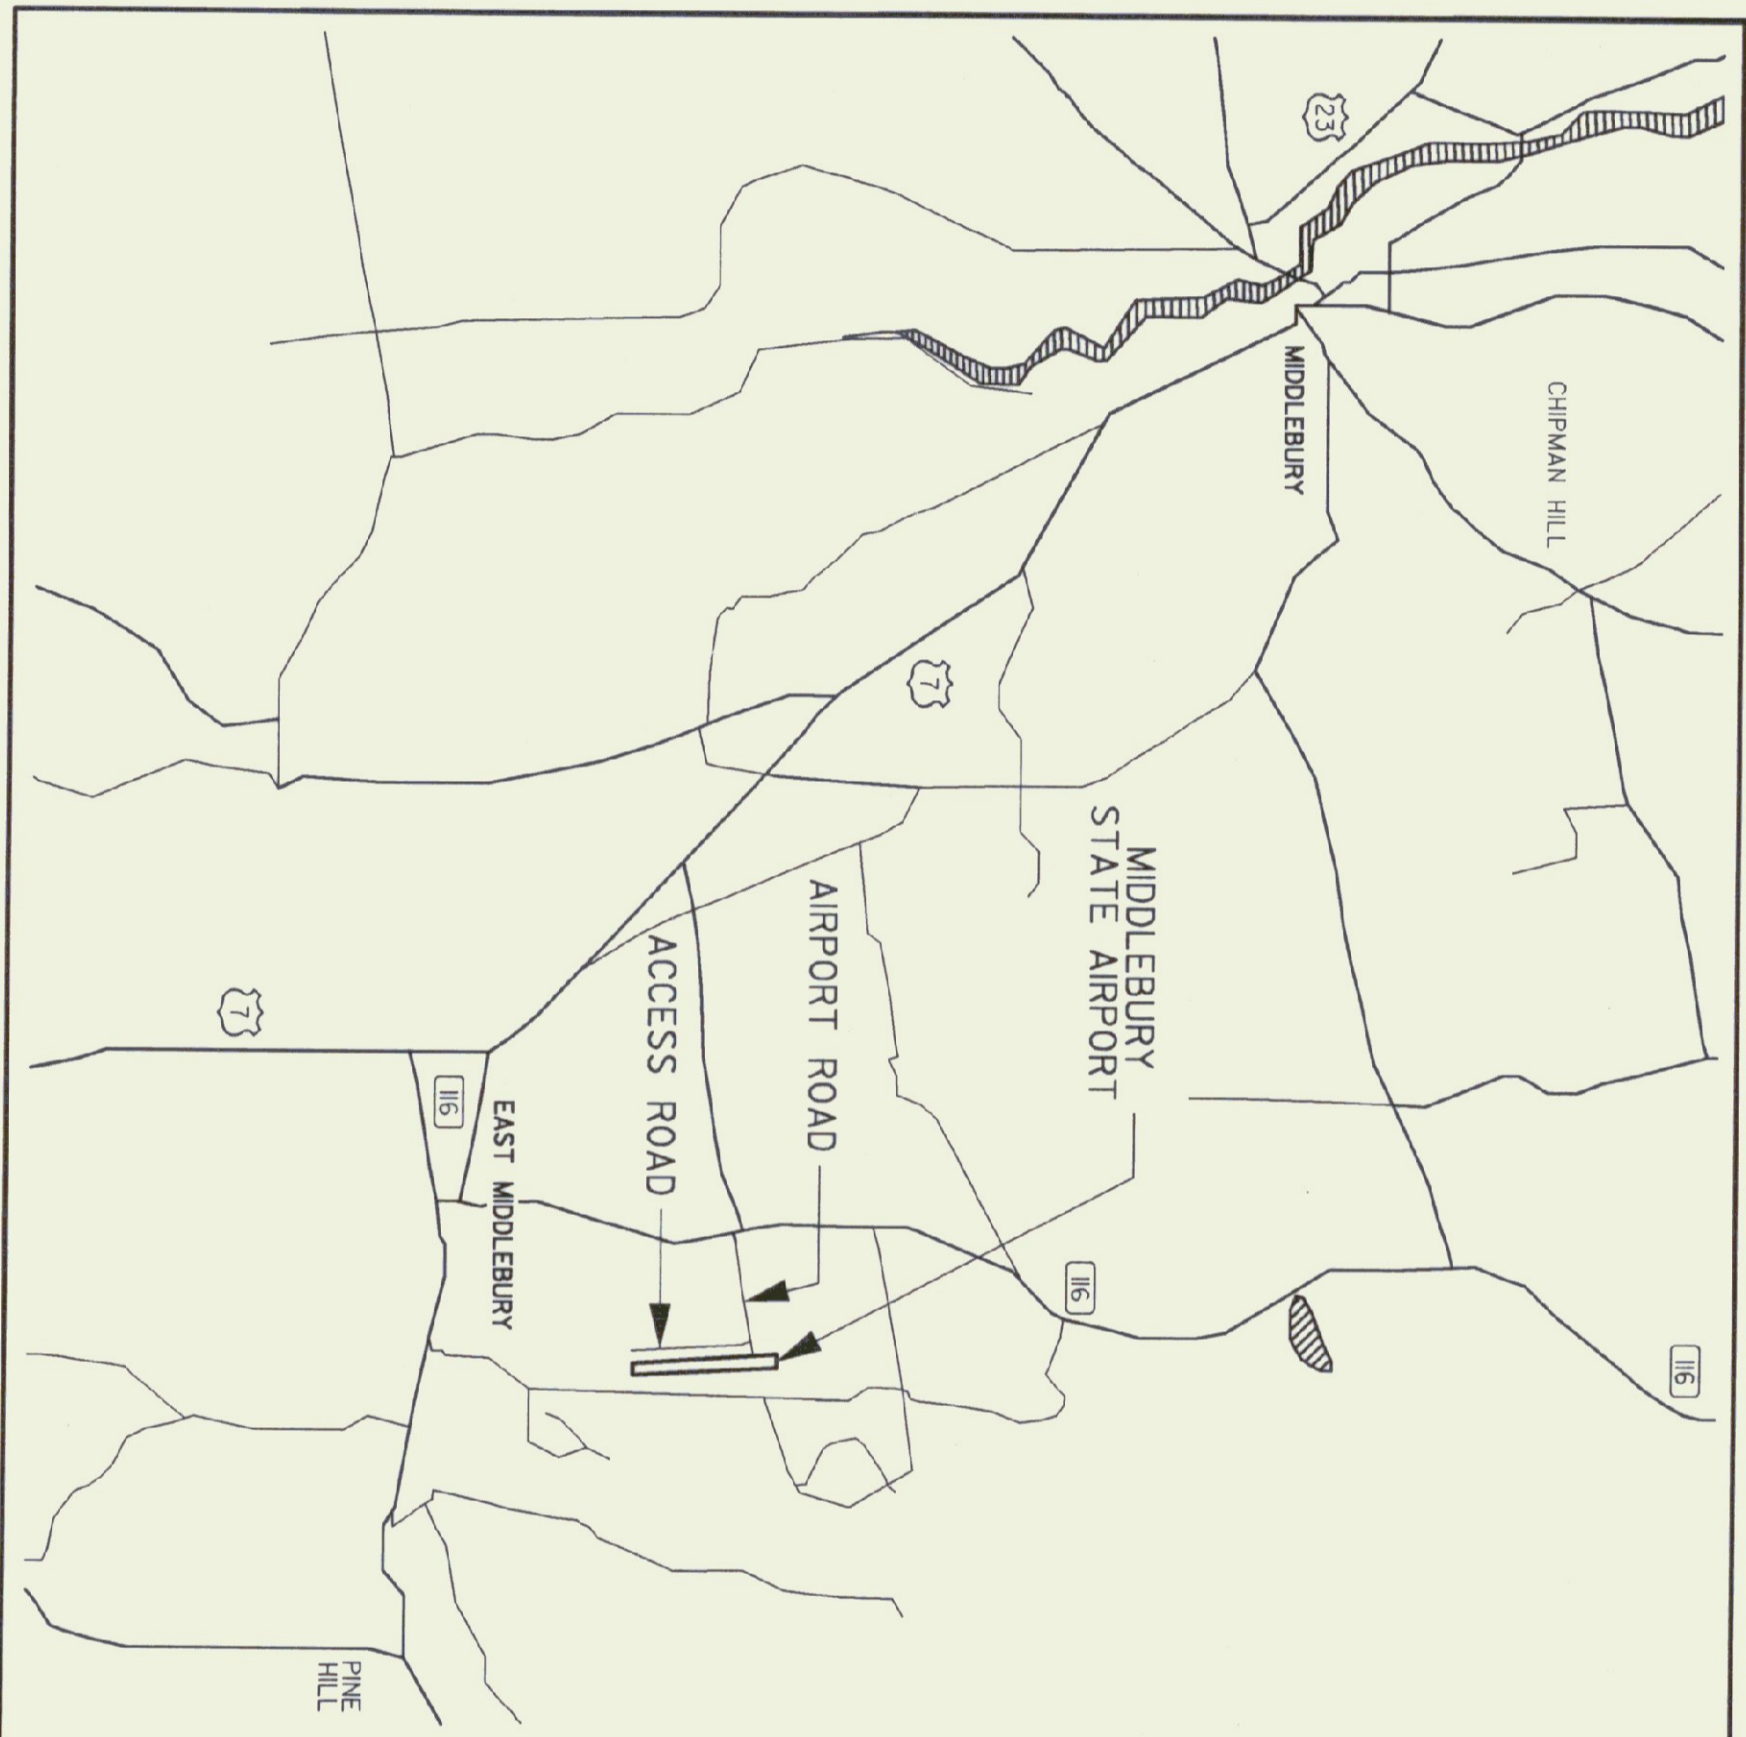 CHIPMAN HILL
23
MIDDLEBURY
7
MIDDLEBURY
STATE AIRPORT
AIRPORT ROAD
ACCESS ROAD
116
116
7
116
EAST MIDDLEBURY
PINE
HILL